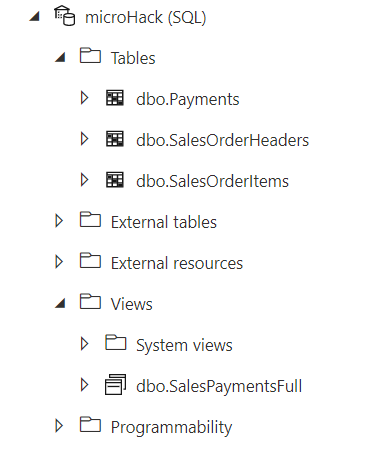 microHack (SQL)
Tables
dbo.Payments
dbo.SalesOrderHeaders
dbo.SalesOrderItems
External tables
External resources
Views
System views
dbo.SalesPaymentsFull
Programmability